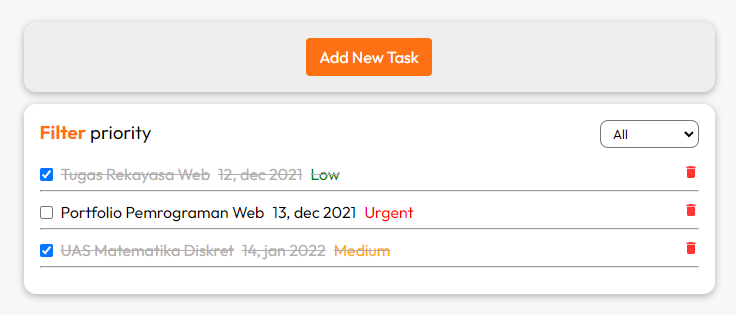 Add New Task
Filter priority
All
Tugas Rekayasa Web 12, dec 2021 Low
Portfolio Pemrograman Web 13, dec 2021 Urgent
UAS Matematika Diskret 14, jan 2022 Medium